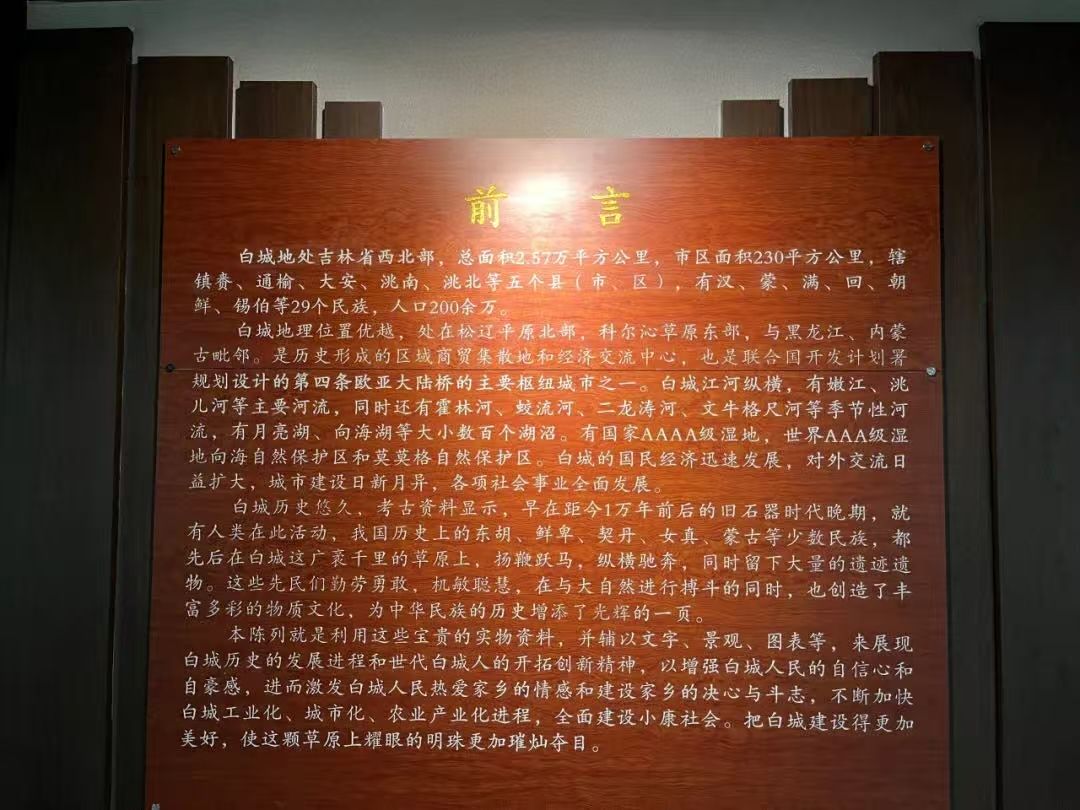 前 言
白城地处吉林省西北部，总面积2.57万平方公里，市区面积230平方公里，辖
镇赉、通榆、大安、洮南、洮北等五个县（市、区），有汉、蒙、满、回、朝
鲜、锡伯等29个民族，人口200余万。
白城地理位置优越，处在松辽平原北部，科尔沁草原东部，与黑龙江、内蒙
古毗邻。是历史形成的区域商贸集散地和经济交流中心，也是联合国开发计划署
规划设计的第四条欧亚大陆桥的主要枢纽城市之一。白城江河纵横，有嫩江、洮
儿河等主要河流，同时还有霍林河、蛟流河、二龙涛河、文牛格尺河等季节性河
流，有月亮湖、向海湖等大小数百个湖沼。有国家AAAA级湿地，世界AAA级湿
地向海自然保护区和莫莫格自然保护区。白城的国民经济迅速发展，对外交流日
益扩大，城市建设日新月异，各项社会事业全面发展。
白城历史悠久，考古资料显示，早在距今1万年前后的旧石器时代晚期，就
有人类在此活动，我国历史上的东胡、鲜卑、契丹、女真、蒙古等少数民族，都
先后在白城这广袤千里的草原上，扬鞭跃马，纵横驰奔，同时留下大量的遗迹遗
物。这些先民们勤劳勇敢，机敏聪慧，在与大自然进行搏斗的同时，也创造了丰
富多彩的物质文化，为中华民族的历史增添了光辉的一页。
本陈列就是利用这些宝贵的实物资料，并辅以文字、景观、图表等，来展现
白城历史的发展进程和世代白城人的开拓创新精神，以增强白城人民的自信心和
自豪感，进而激发白城人民热爱家乡的情感和建设家乡的决心与斗志，不断加快
白城工业化、城市化、农业产业化进程，全面建设小康社会。把白城建设得更加
美好，使这颗草原上耀眼的明珠更加璀灿夺目。